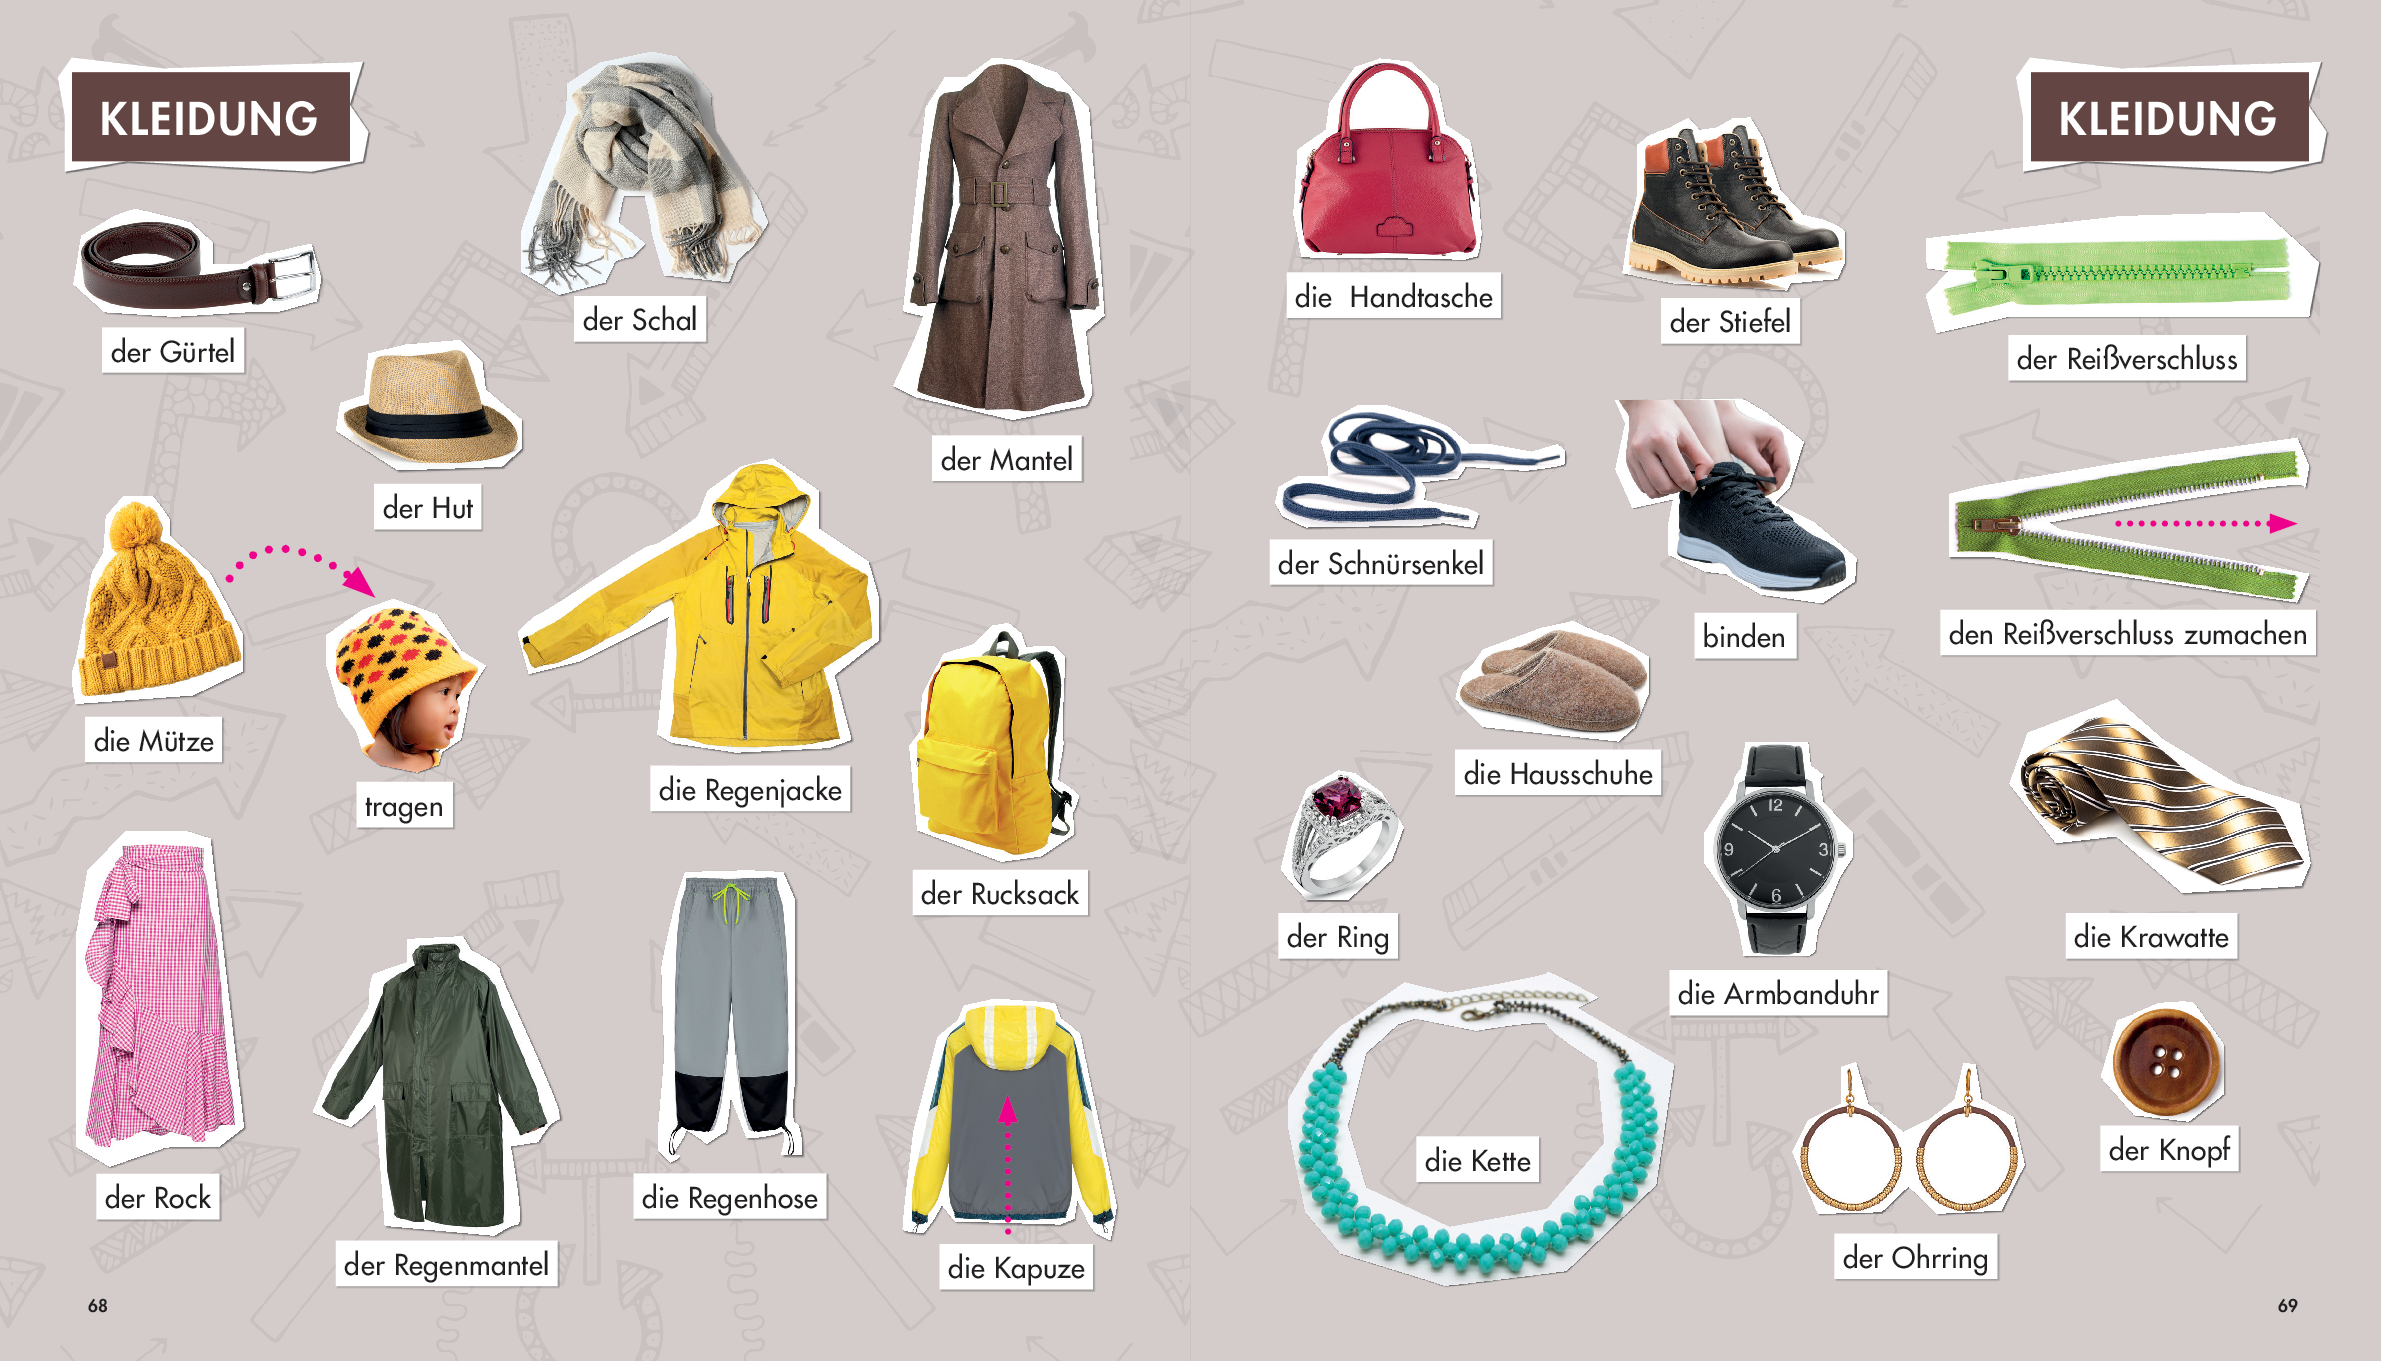 KLEIDUNG
der Gürtel
der Schal
der Mantel
der Hut
die Mütze
tragen
die Regenjacke
der Rucksack
der Rock
der Regenmantel
die Regenhose
die Kapuze
68
KLEIDUNG
die Handtasche
der Stiefel
der Reißverschluss
der Schnürsenkel
binden
den Reißverschluss zumachen
die Hausschuhe
der Ring
12
9
3
6
die Armbanduhr
die Krawatte
die Kette
der Ohrring
der Knopf
69